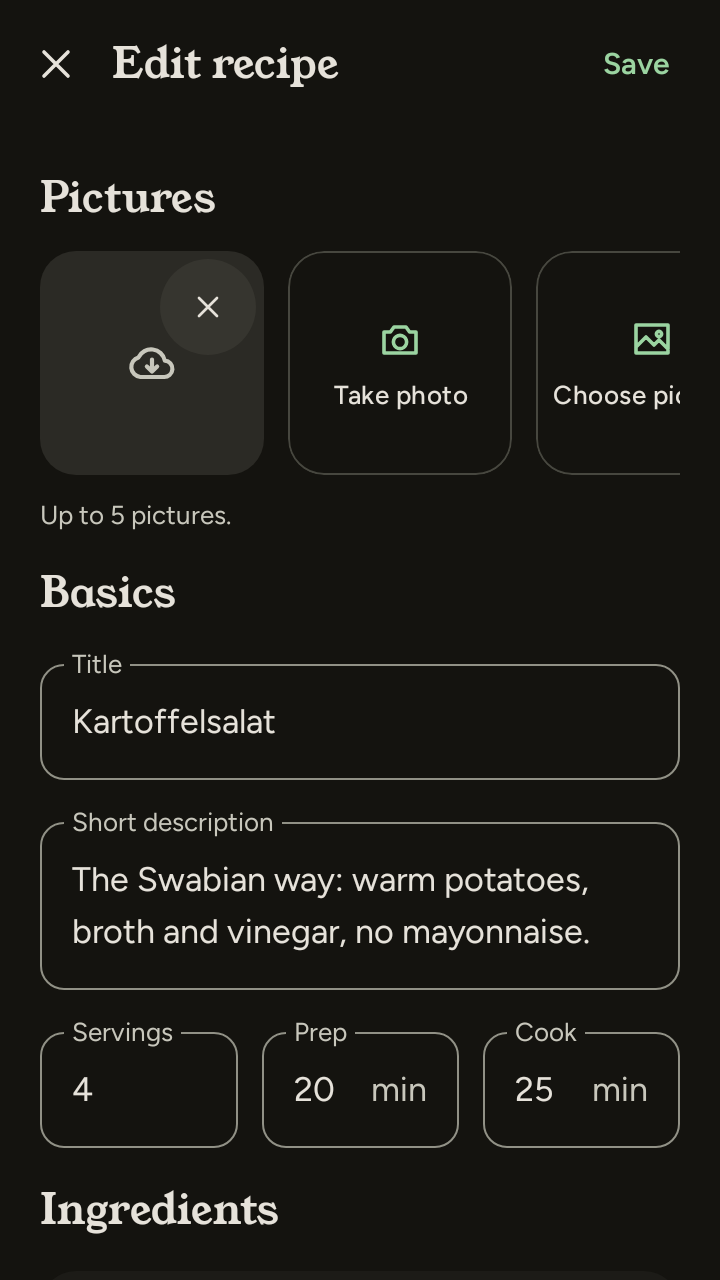 Edit recipe
Save
Pictures
Take photo
Choose
Up to 5 pictures.
Basics
Title
Kartoffelsalat
Short description
The Swabian way: warm potatoes,
broth and vinegar, no mayonnaise.
Servings
Prep
Cook
4
20 min
25 min
Ingredients